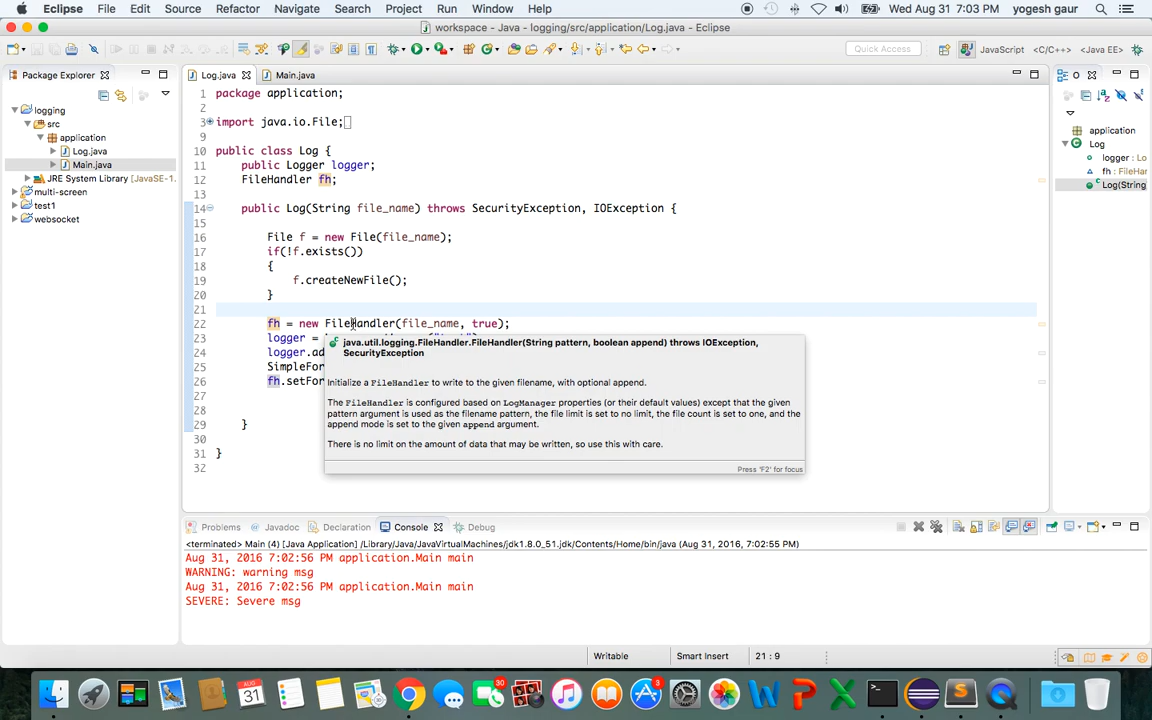 Eclipse File Edit Source Refactor Navigate Search Project Run Window Help Wed Aug 31 7:03 PM yogesh gaur
workspace - Java - logging/src/application/Log.java - Eclipse
Quick Access JavaScript <C/C++> <Java EE>
Package Explorer
Log.java Main.java
O
logging
src
application
Log.java
Main.java
JRE System Library [JavaSE-1.
multi-screen
test1
websocket
1 package application;
2
3 import java.io.File;
9
10 public class Log {
11 public Logger logger;
12 FileHandler fh;
13
14 public Log(String file_name) throws SecurityException, IOException {
15
16 File f = new File(file_name);
17 if(!f.exists())
18 {
19 f.createNewFile();
20 }
21
22 fh = new FileHandler(file_name, true);
23 logger =
24 logger.ad
25 SimpleFor
26 fh.setFor
27
28
29 }
30
31 }
32
java.util.logging.FileHandler.FileHandler(String pattern, boolean append) throws IOException,
SecurityException
Initialize a FileHandler to write to the given filename, with optional append.
The FileHandler is configured based on LogManager properties (or their default values) except that the given
pattern argument is used as the filename pattern, the file limit is set to no limit, the file count is set to one, and the
append mode is set to the given append argument.
There is no limit on the amount of data that may be written, so use this with care.
Press 'F2' for focus
application
Log
logger : Lo
fh : FileHar
Log(String
Problems Javadoc Declaration Console Debug
<terminated> Main (4) [Java Application] /Library/Java/JavaVirtualMachines/jdk1.8.0_51.jdk/Contents/Home/bin/java (Aug 31, 2016, 7:02:55 PM)
Aug 31, 2016 7:02:56 PM application.Main main
WARNING: warning msg
Aug 31, 2016 7:02:56 PM application.Main main
SEVERE: Severe msg
Writable Smart Insert 21 : 9
31 30 3